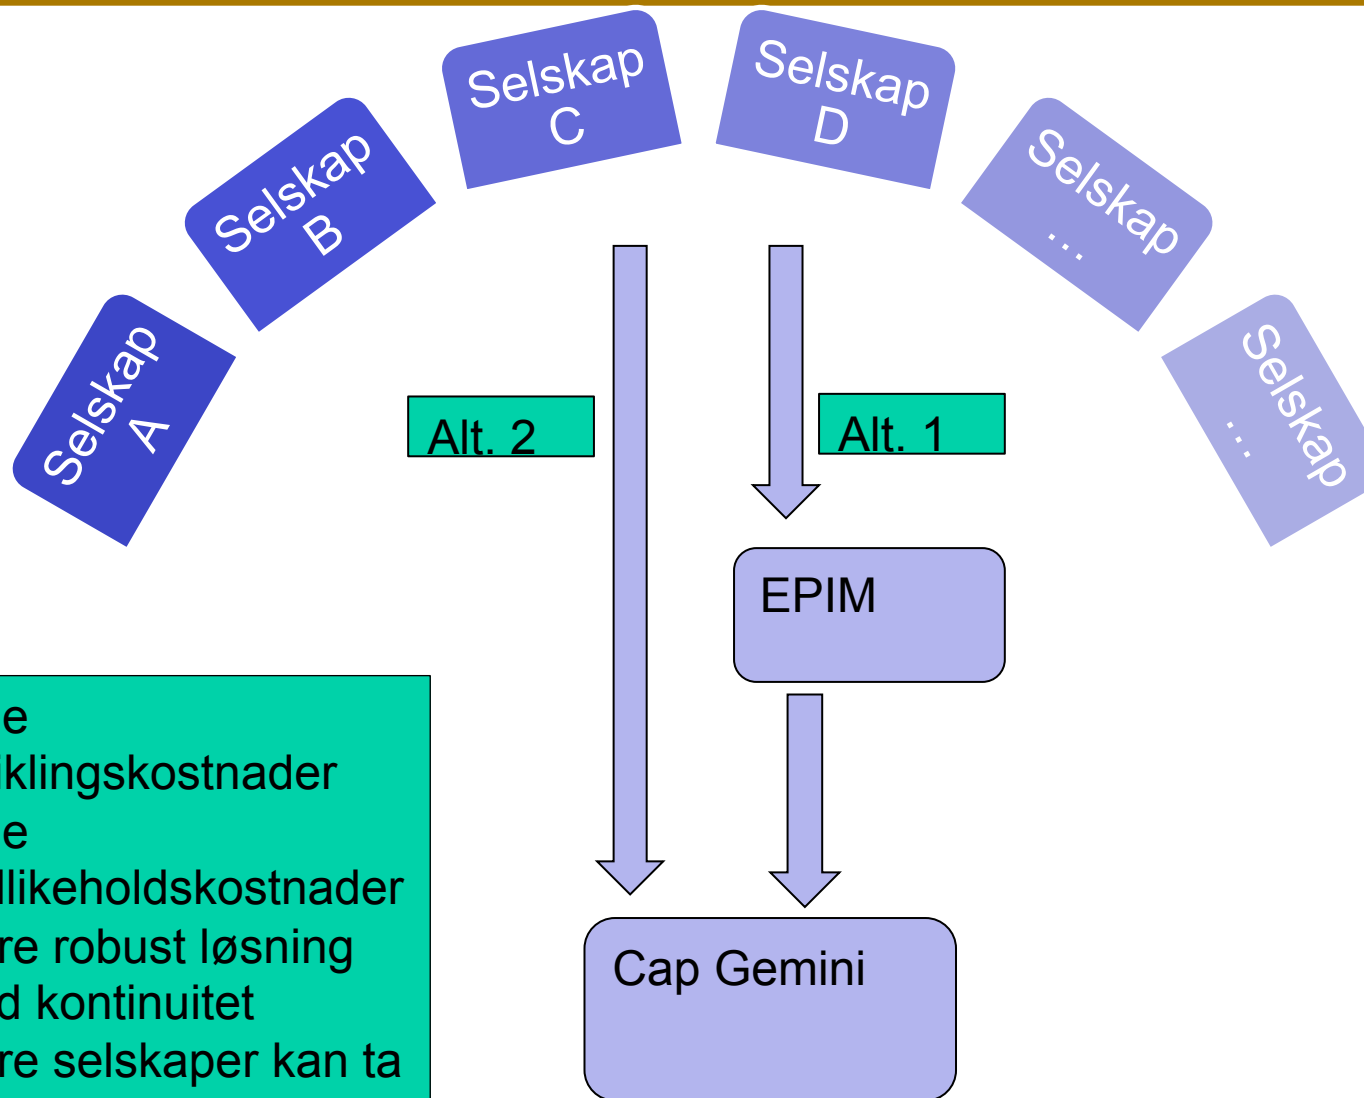 Selskap
A
Selskap
B
Selskap
C
Selskap
D
Selskap
...
Selskap
...
Alt. 2
Alt. 1
EPIM
Cap Gemini
e
iklingskostnader
e
llikeholdskostnader
re robust løsning
d kontinuitet
re selskaper kan ta